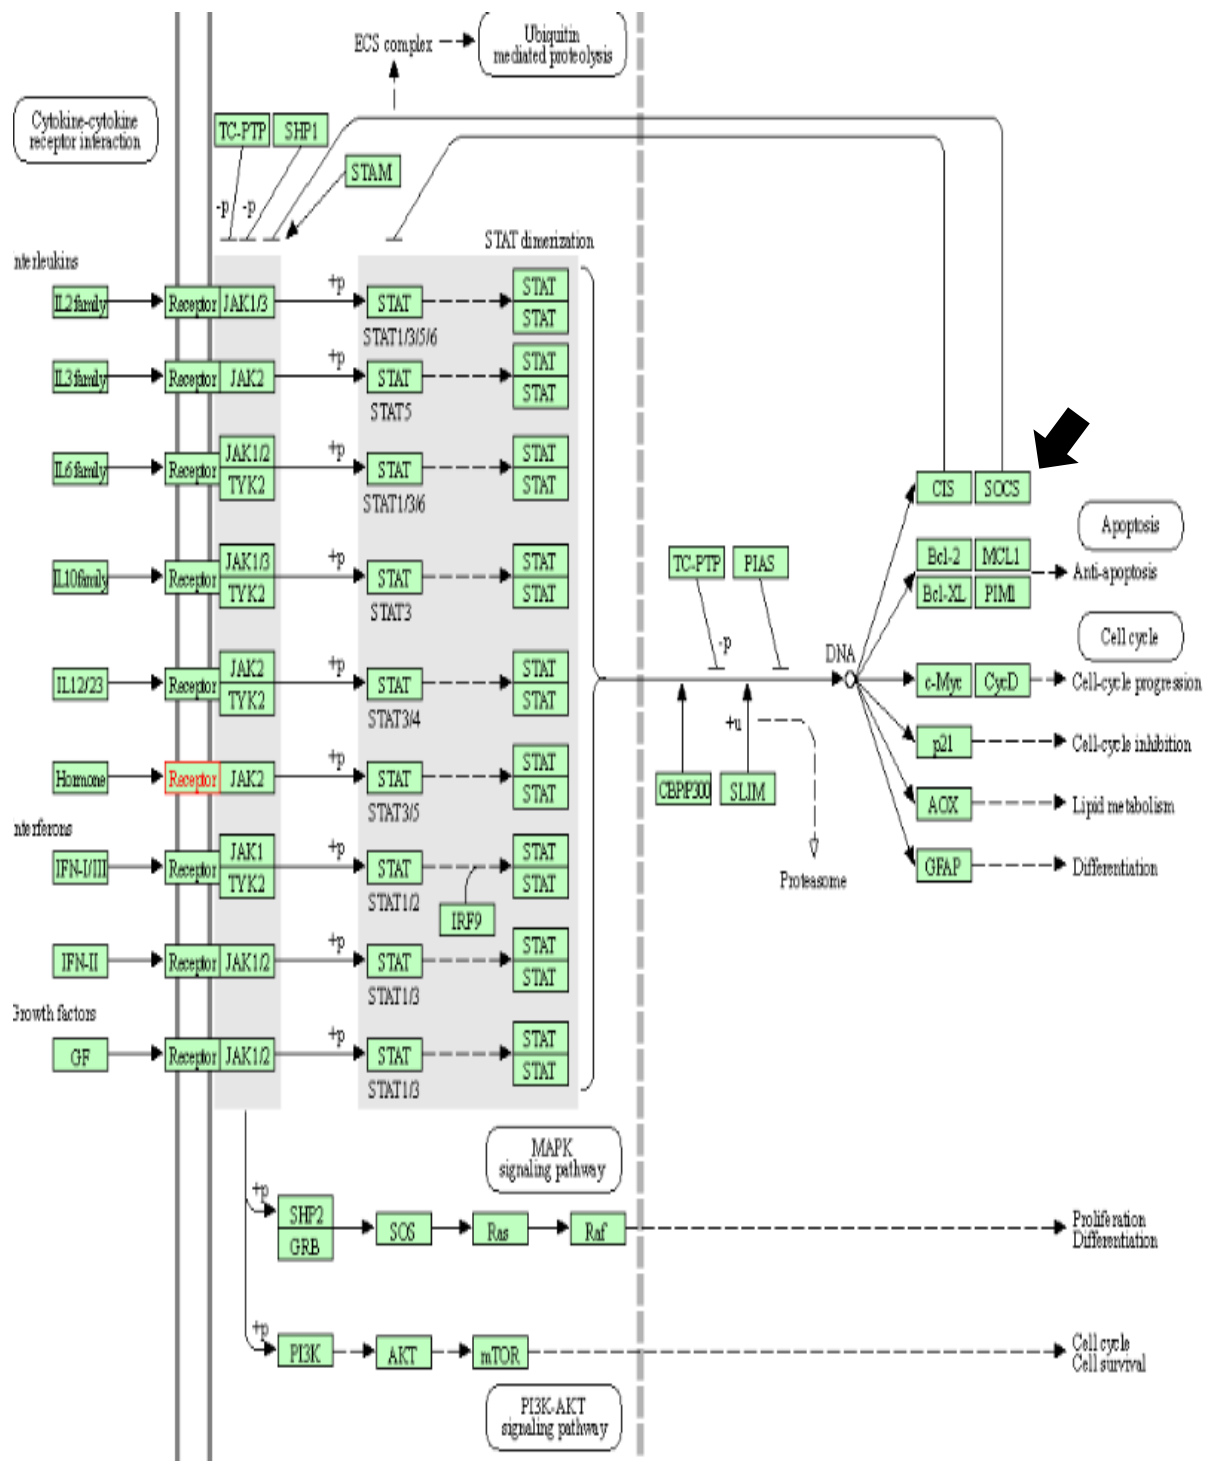 Ubiquitin
mediated proteolysis
ECS complex
Cytokine-cytokine
receptor interaction
TC-PTP SHP1
STAM
-p -p
STAT dimerization
nterleukins
IL2 family Receptor JAK1/3 +p STAT STAT
STAT
STAT1/3/5/6
IL3 family Receptor JAK2 +p STAT STAT
STAT
STAT5
IL6 family Receptor JAK1/2 +p STAT STAT
TYK2 STAT
STAT1/3/6
CIS SOCS
Apoptosis
IL10 family Receptor JAK1/3 +p STAT STAT
TYK2 STAT
STAT3
TC-PTP PIAS
Bcl-2 MCL1
Bcl-XL PIM1
Anti-apoptosis
Cell cycle
-p
DNA
IL12/23 Receptor JAK2 +p STAT STAT
TYK2 STAT
STAT3/4
c-Myc CycD Cell-cycle progression
+u
p21 Cell-cycle inhibition
Hormone Receptor JAK2 +p STAT STAT
STAT
STAT3/5
CBP/P300 SLIM
AOX Lipid metabolism
nterferons
IFN-I/III Receptor JAK1 +p STAT STAT
TYK2 STAT
STAT1/2
IRF9
Proteasome
GFAP Differentiation
IFN-II Receptor JAK1/2 +p STAT STAT
STAT
STAT1/3
Growth factors
GF Receptor JAK1/2 +p STAT STAT
STAT
STAT1/3
MAPK
signaling pathway
+p
SHP2
GRB
SOS Ras Raf
Proliferation
Differentiation
+p
PI3K AKT mTOR
Cell cycle
Cell survival
PI3K-AKT
signaling pathway